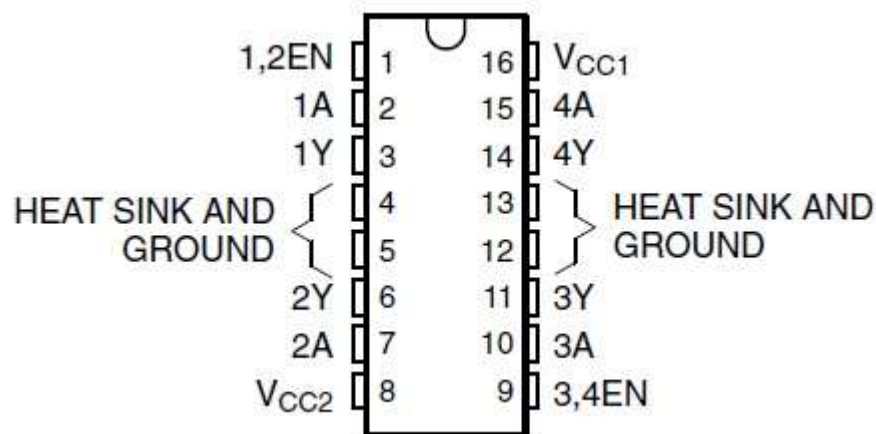 1,2EN 1 16 VCC1
1A 2 15 4A
1Y 3 14 4Y
HEAT SINK AND 4 13 HEAT SINK AND
GROUND 5 12 GROUND
2Y 6 11 3Y
2A 7 10 3A
VCC2 8 9 3,4EN